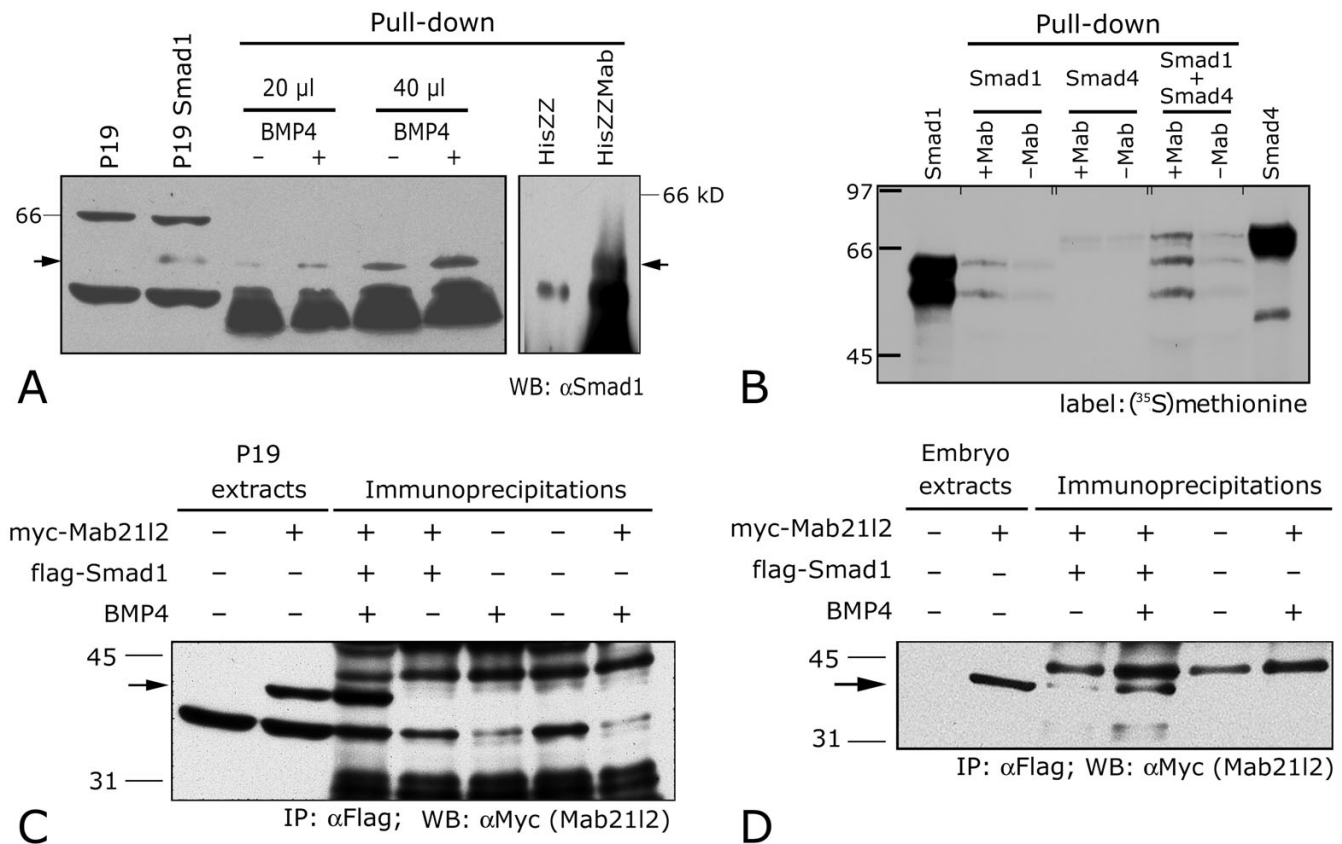 Pull-down
P19
P19 Smad1
20 µl
40 µl
BMP4
BMP4
– + – +
HisZZ
HisZZMab
66
66 kD
A
WB: αSmad1
Pull-down
Smad1
Smad1
Smad4
Smad1
+
Smad4
Smad4
+Mab
–Mab
+Mab
–Mab
+Mab
–Mab
97
66
45
B
label: (³⁵S)methionine
P19
extracts
Immunoprecipitations
myc-Mab21l2 – + + + – – +
flag-Smad1 – – + + – – –
BMP4 – – + – + – +
45
31
C
IP: αFlag; WB: αMyc (Mab21l2)
Embryo
extracts
Immunoprecipitations
myc-Mab21l2 – + + + – +
flag-Smad1 – – + + – –
BMP4 – – – + – +
45
31
D
IP: αFlag; WB: αMyc (Mab21l2)